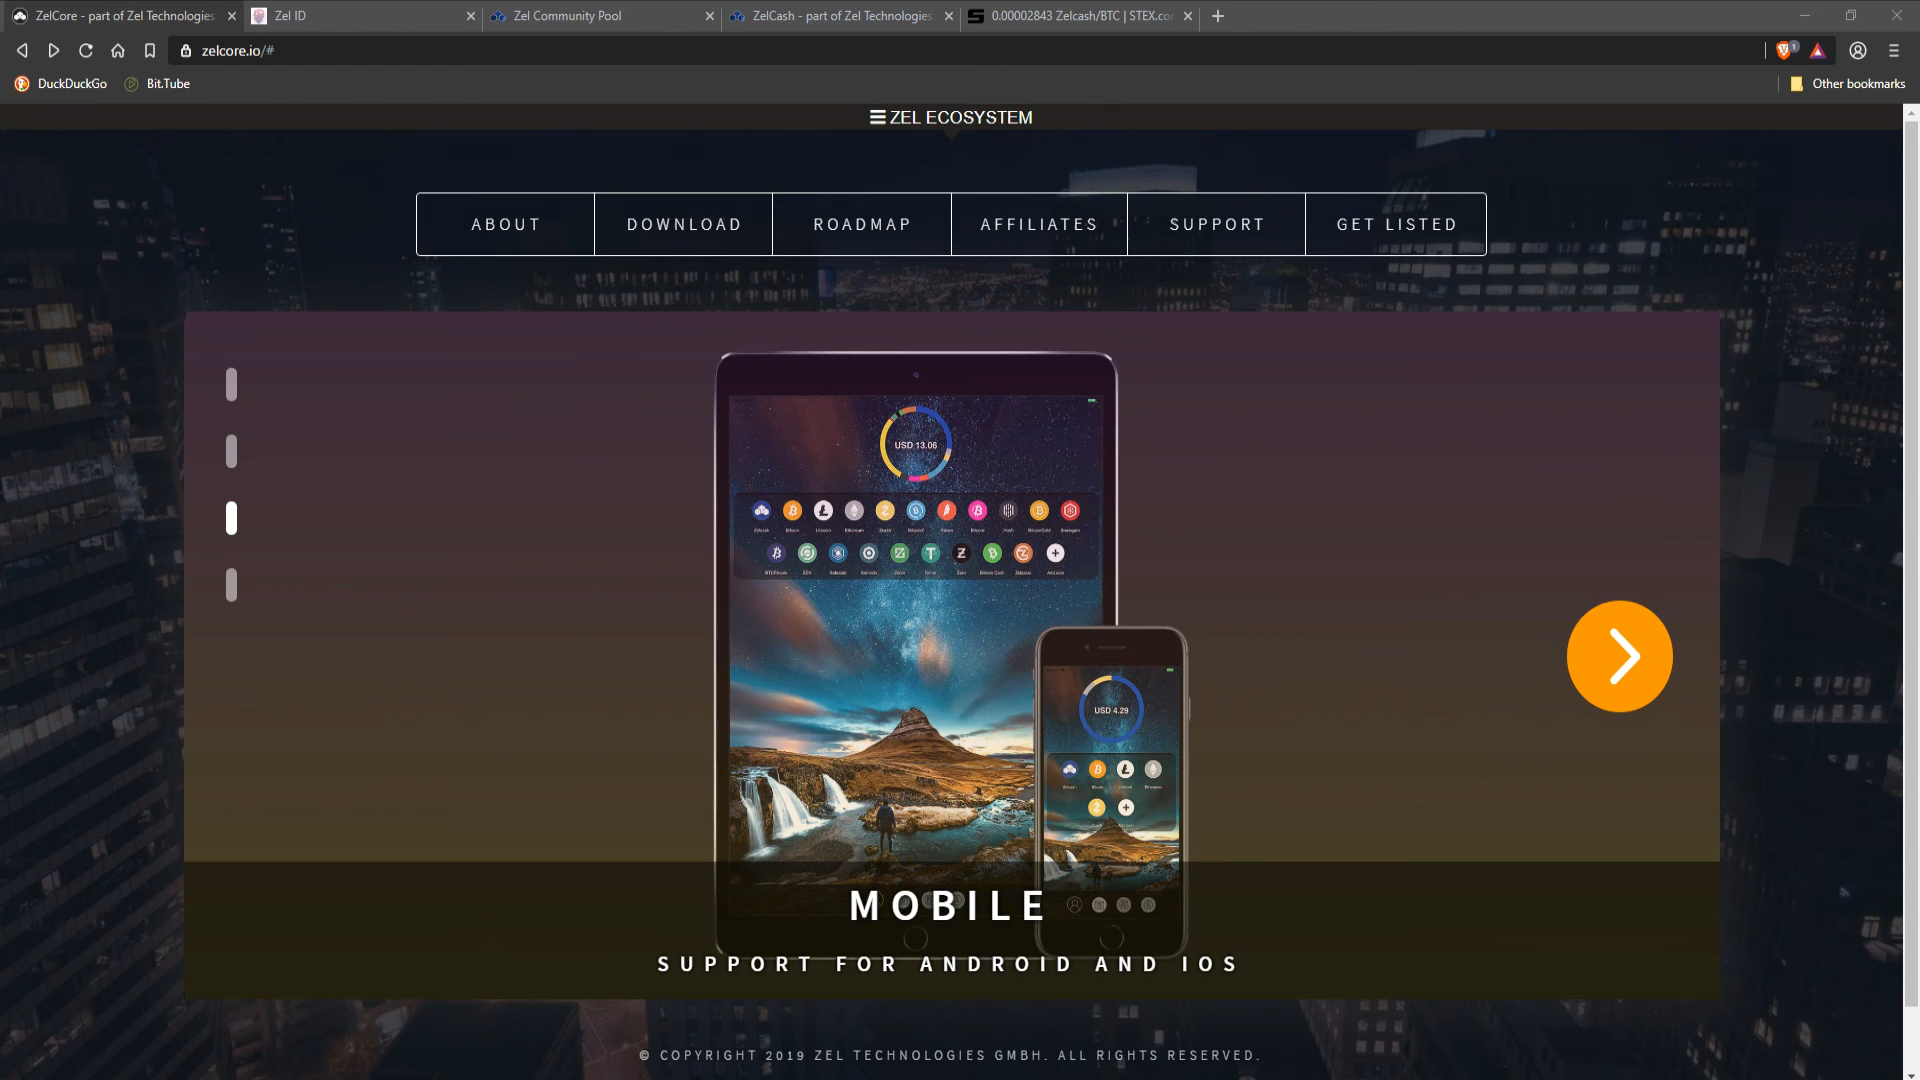 ZelCore - part of Zel Technologies
Zel ID
Zel Community Pool
ZelCash - part of Zel Technologies
0.00002843 Zelcash/BTC | STEX.co
zelcore.io/#
1
DuckDuckGo
Bit.Tube
Other bookmarks
ZEL ECOSYSTEM
ABOUT
DOWNLOAD
ROADMAP
AFFILIATES
SUPPORT
GET LISTED
USD 13.06
USD 4.29
MOBILE
SUPPORT FOR ANDROID AND IOS
© COPYRIGHT 2019 ZEL TECHNOLOGIES GMBH. ALL RIGHTS RESERVED.